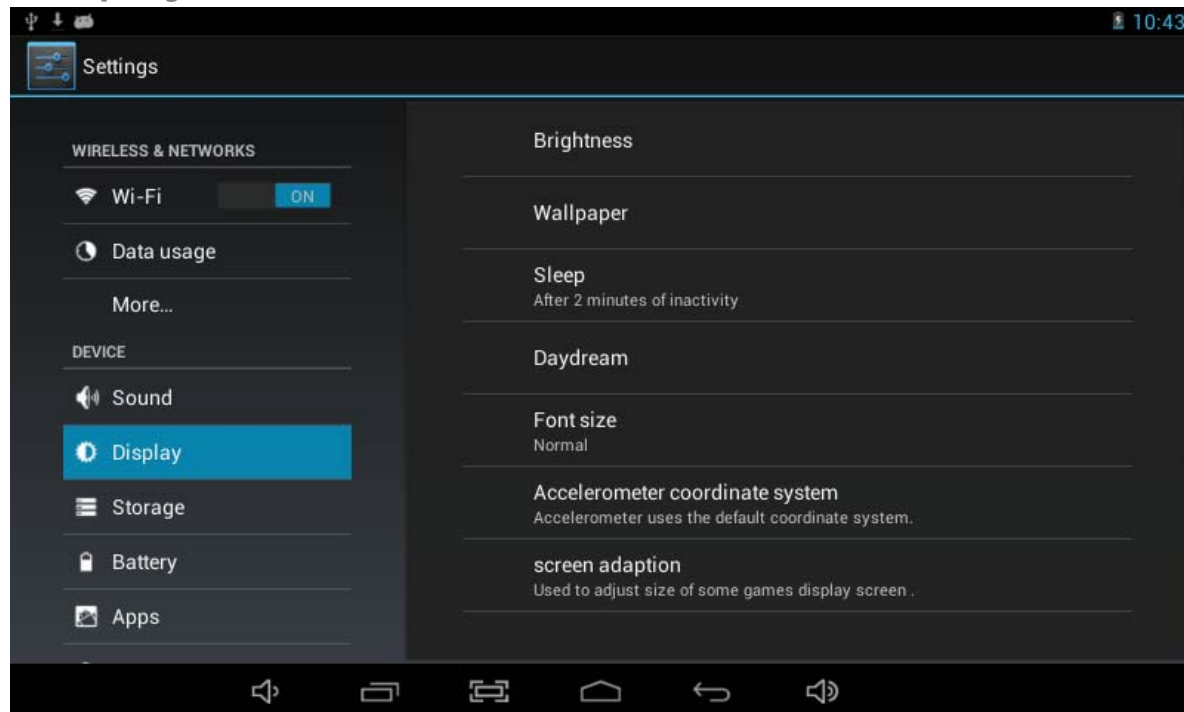 10:43
Settings
WIRELESS & NETWORKS
Wi-Fi ON
Data usage
More...
DEVICE
Sound
Display
Storage
Battery
Apps
Brightness
Wallpaper
Sleep
After 2 minutes of inactivity
Daydream
Font size
Normal
Accelerometer coordinate system
Accelerometer uses the default coordinate system.
screen adaption
Used to adjust size of some games display screen .